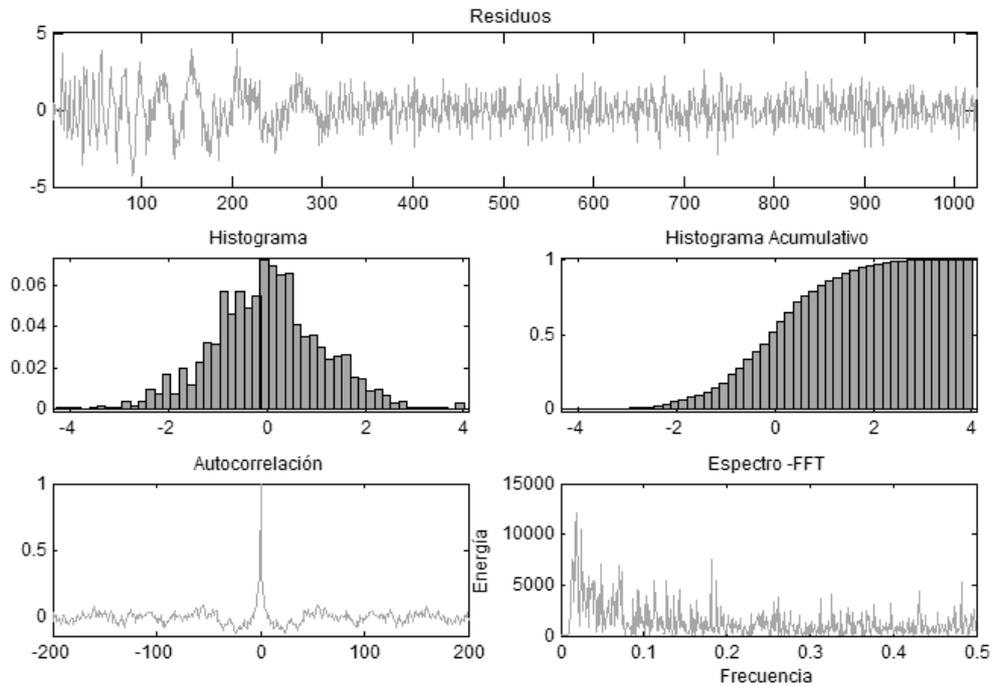 Residuos
5
0
-5
100 200 300 400 500 600 700 800 900 1000
Histograma
0.06
0.04
0.02
0
-4 -2 0 2 4
Histograma Acumulativo
1
0.5
0
-4 -2 0 2 4
Autocorrelación
1
0.5
0
-200 -100 0 100 200
Espectro -FFT
Energía
15000
10000
5000
0
0 0.1 0.2 0.3 0.4 0.5
Frecuencia